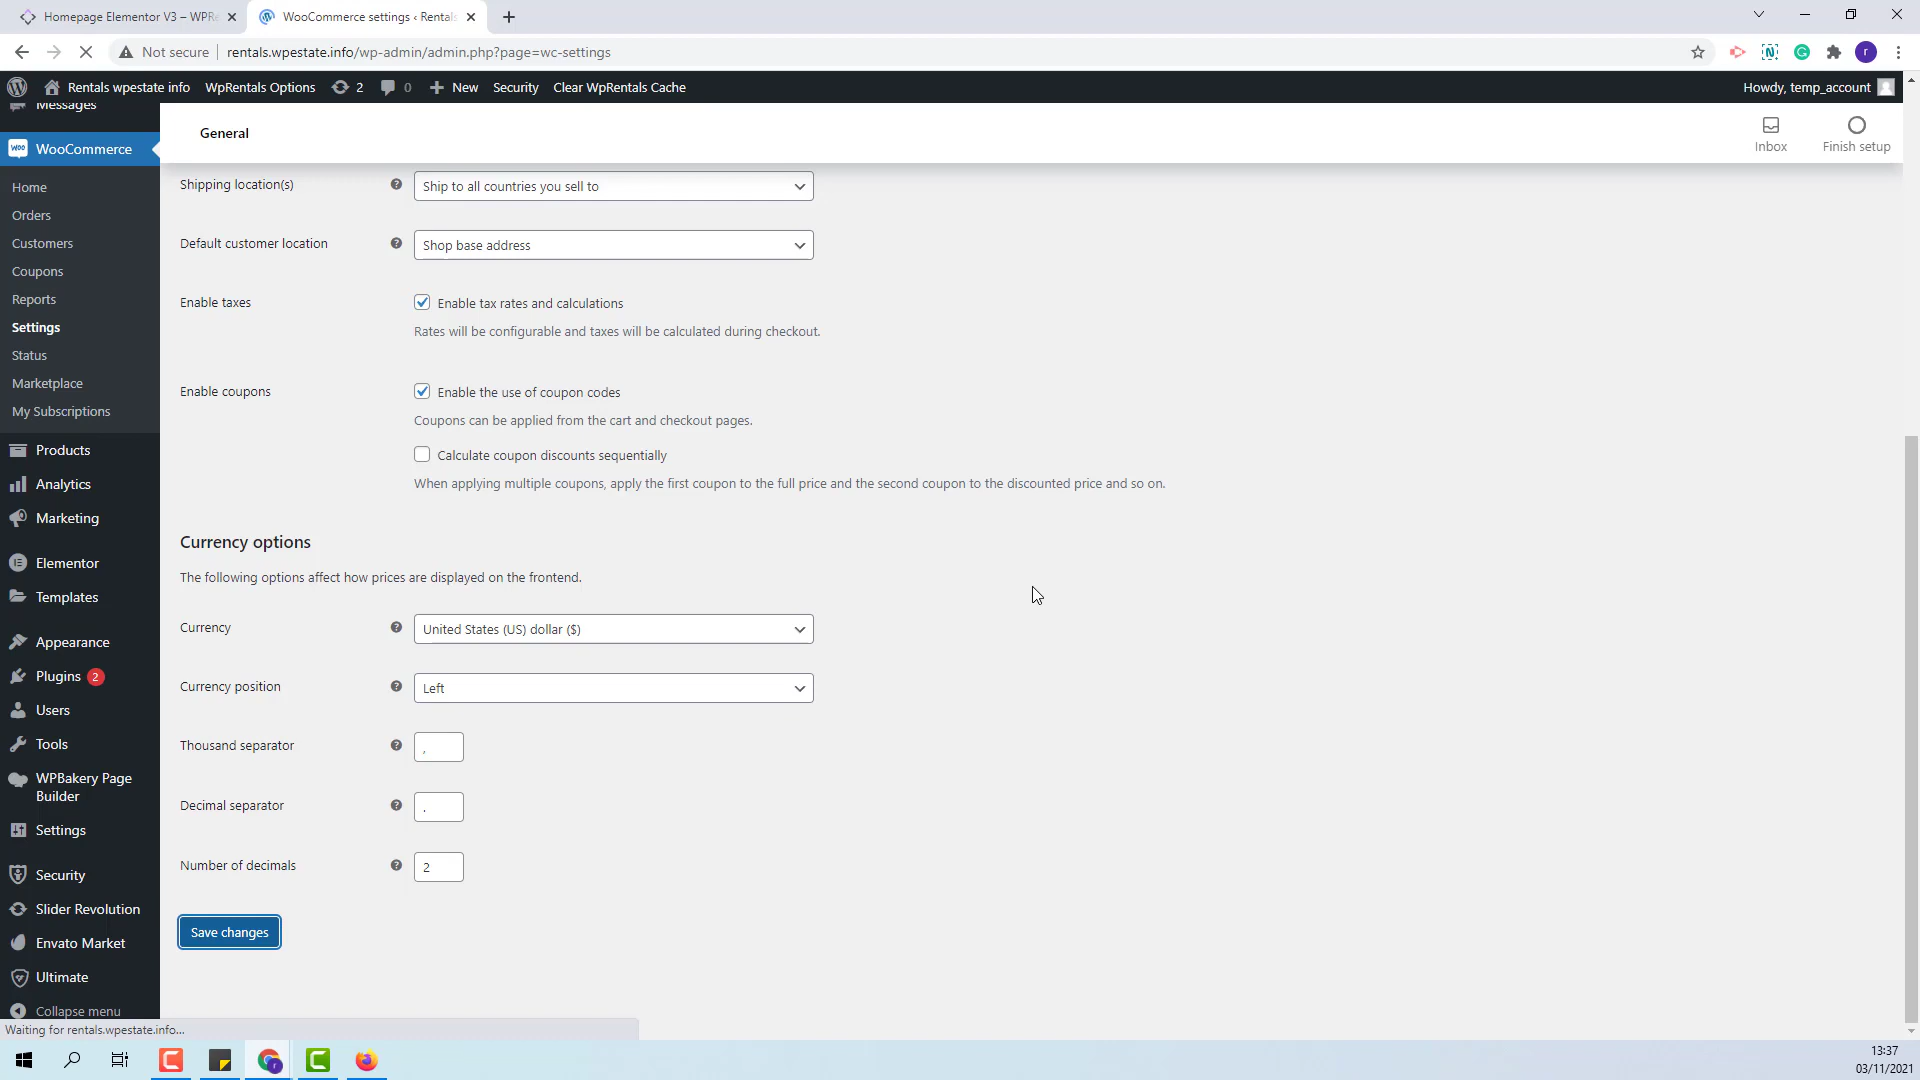 Homepage Elementor V3 – WPRe
WooCommerce settings ‹ Rentals
Not secure
rentals.wpestate.info/wp-admin/admin.php?page=wc-settings
Rentals wpestate info
WpRentals Options
2
0
New
Security
Clear WpRentals Cache
Howdy, temp_account
Messages
WooCommerce
Home
Orders
Customers
Coupons
Reports
Settings
Status
Marketplace
My Subscriptions
Products
Analytics
Marketing
Elementor
Templates
Appearance
Plugins 2
Users
Tools
WPBakery Page
Builder
Settings
Security
Slider Revolution
Envato Market
Ultimate
Collapse menu
General
Inbox
Finish setup
Shipping location(s)
Ship to all countries you sell to
Default customer location
Shop base address
Enable taxes
Enable tax rates and calculations
Rates will be configurable and taxes will be calculated during checkout.
Enable coupons
Enable the use of coupon codes
Coupons can be applied from the cart and checkout pages.
Calculate coupon discounts sequentially
When applying multiple coupons, apply the first coupon to the full price and the second coupon to the discounted price and so on.
Currency options
The following options affect how prices are displayed on the frontend.
Currency
United States (US) dollar ($)
Currency position
Left
Thousand separator
,
Decimal separator
.
Number of decimals
2
Save changes
Waiting for rentals.wpestate.info...
13:37
03/11/2021